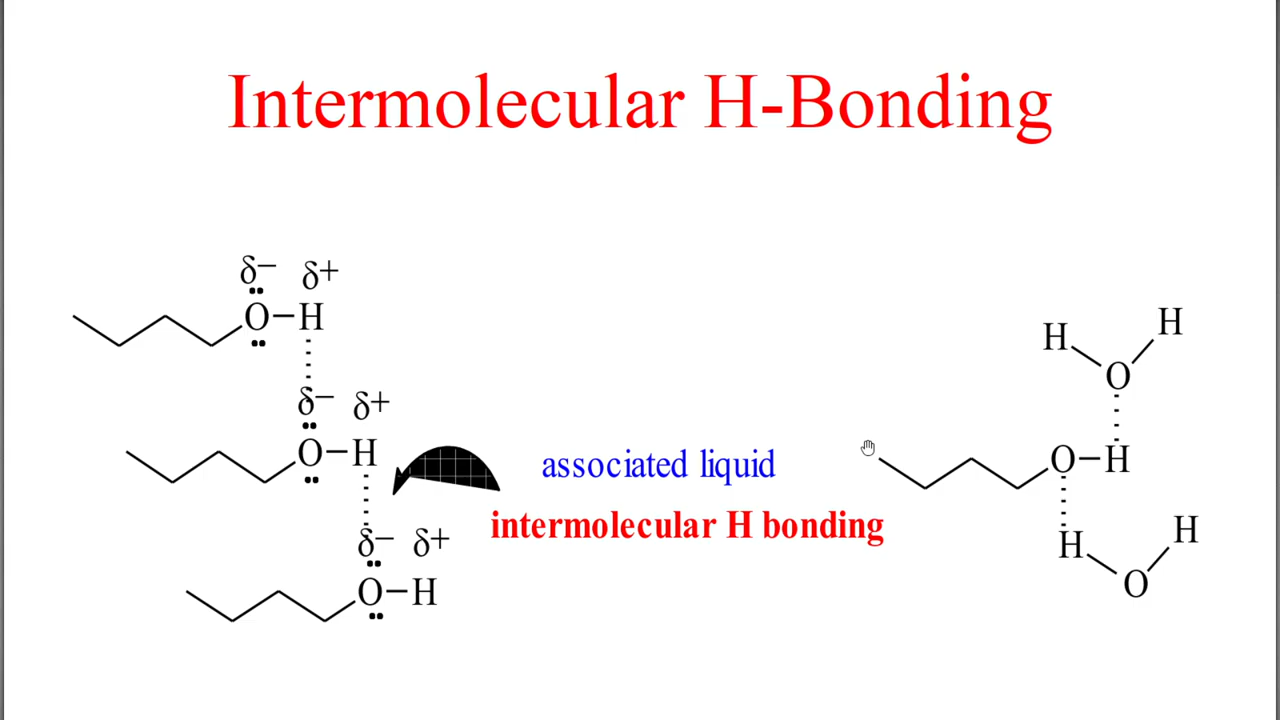 Intermolecular H-Bonding
δ− δ+
O−H
δ− δ+
O−H
δ− δ+
O−H
associated liquid
intermolecular H bonding
H H
O
O−H
H H
O